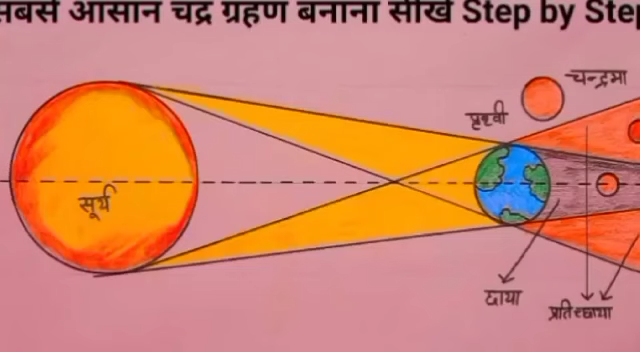 सबसे आसान चंद्र ग्रहण बनाना सीखें Step by Step
चन्द्रमा
पृथ्वी
सूर्य
छाया
प्रतिच्छाया